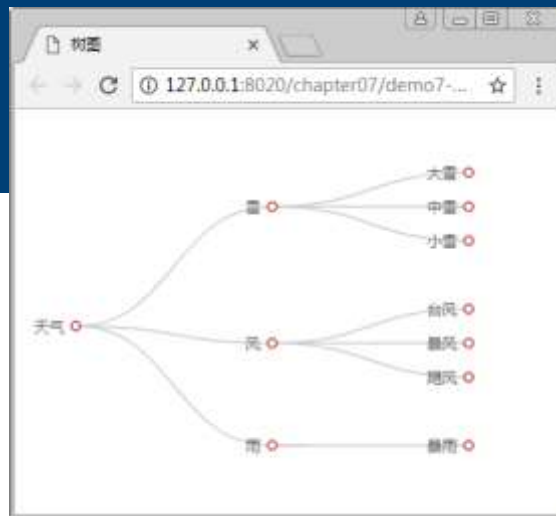 树图
127.0.0.1:8020/chapter07/demo7-...
大雪
雪
中雪
小雪
台风
天气
风
暴风
飓风
雨
暴雨